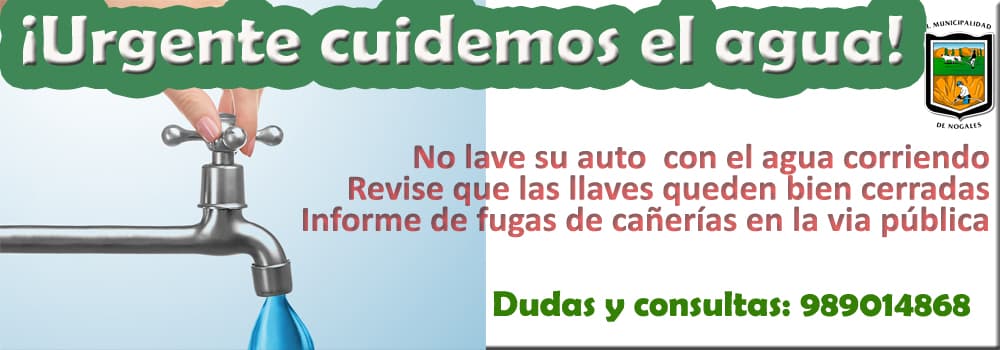 ¡Urgente cuidemos el agua!
I. MUNICIPALIDAD
DE NOGALES
No lave su auto con el agua corriendo
Revise que las llaves queden bien cerradas
Informe de fugas de cañerías en la via pública
Dudas y consultas: 989014868